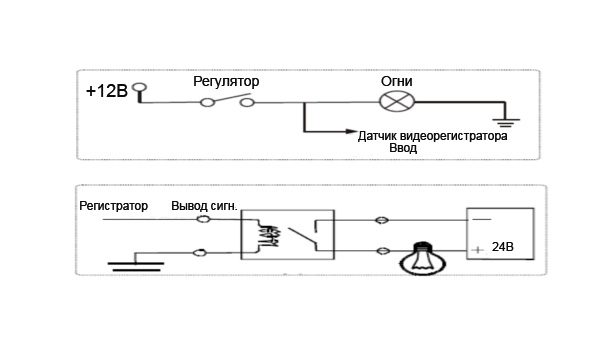 +12В
Регулятор
Огни
Датчик видеорегистратора
Ввод
Регистратор
Вывод сигн.
—
+ 24В